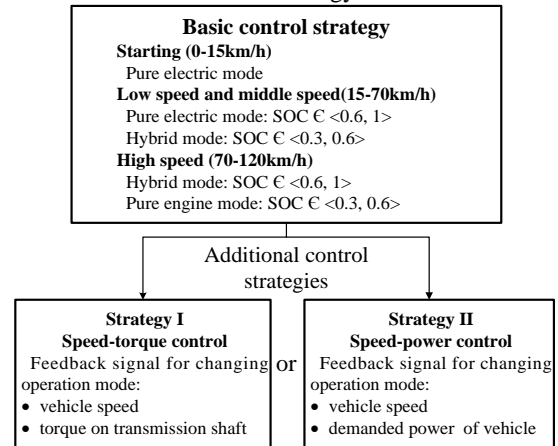 Basic control strategy
Starting (0-15km/h)
Pure electric mode
Low speed and middle speed(15-70km/h)
Pure electric mode: SOC Є <0.6, 1>
Hybrid mode: SOC Є <0.3, 0.6>
High speed (70-120km/h)
Hybrid mode: SOC Є <0.6, 1>
Pure engine mode: SOC Є <0.3, 0.6>
Additional control
strategies
Strategy I
Speed-torque control
Feedback signal for changing
operation mode:
• vehicle speed
• torque on transmission shaft
or
Strategy II
Speed-power control
Feedback signal for changing
operation mode:
• vehicle speed
• demanded power of vehicle